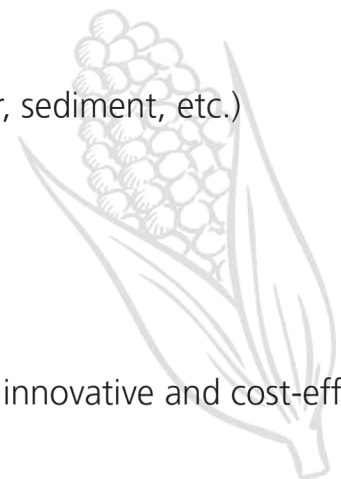 , sediment, etc.)
innovative and cost-eff